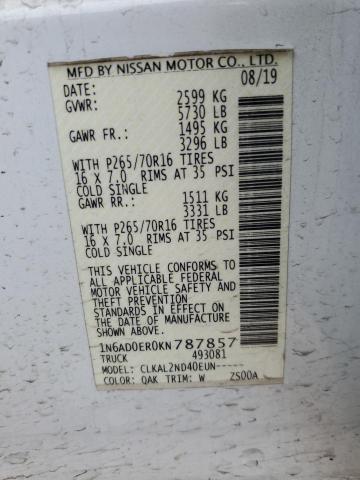 MFD BY NISSAN MOTOR CO., LTD.
DATE: 08/19
GVWR: 2599 KG
5730 LB
GAWR FR.: 1495 KG
3296 LB
WITH P265/70R16 TIRES
16 X 7.0 RIMS AT 35 PSI
COLD SINGLE
GAWR RR.: 1511 KG
3331 LB
WITH P265/70R16 TIRES
16 X 7.0 RIMS AT 35 PSI
COLD SINGLE
THIS VEHICLE CONFORMS TO
ALL APPLICABLE FEDERAL
MOTOR VEHICLE SAFETY AND
AND THEFT PREVENTION
STANDARDS IN EFFECT ON THE
DATE OF MANUFACTURE
SHOWN ABOVE.
1N6AD0ER0KN787857
TRUCK 493081
MODEL: CLKAL2ND40EUN-----
COLOR: QAK TRIM: W ZS00A